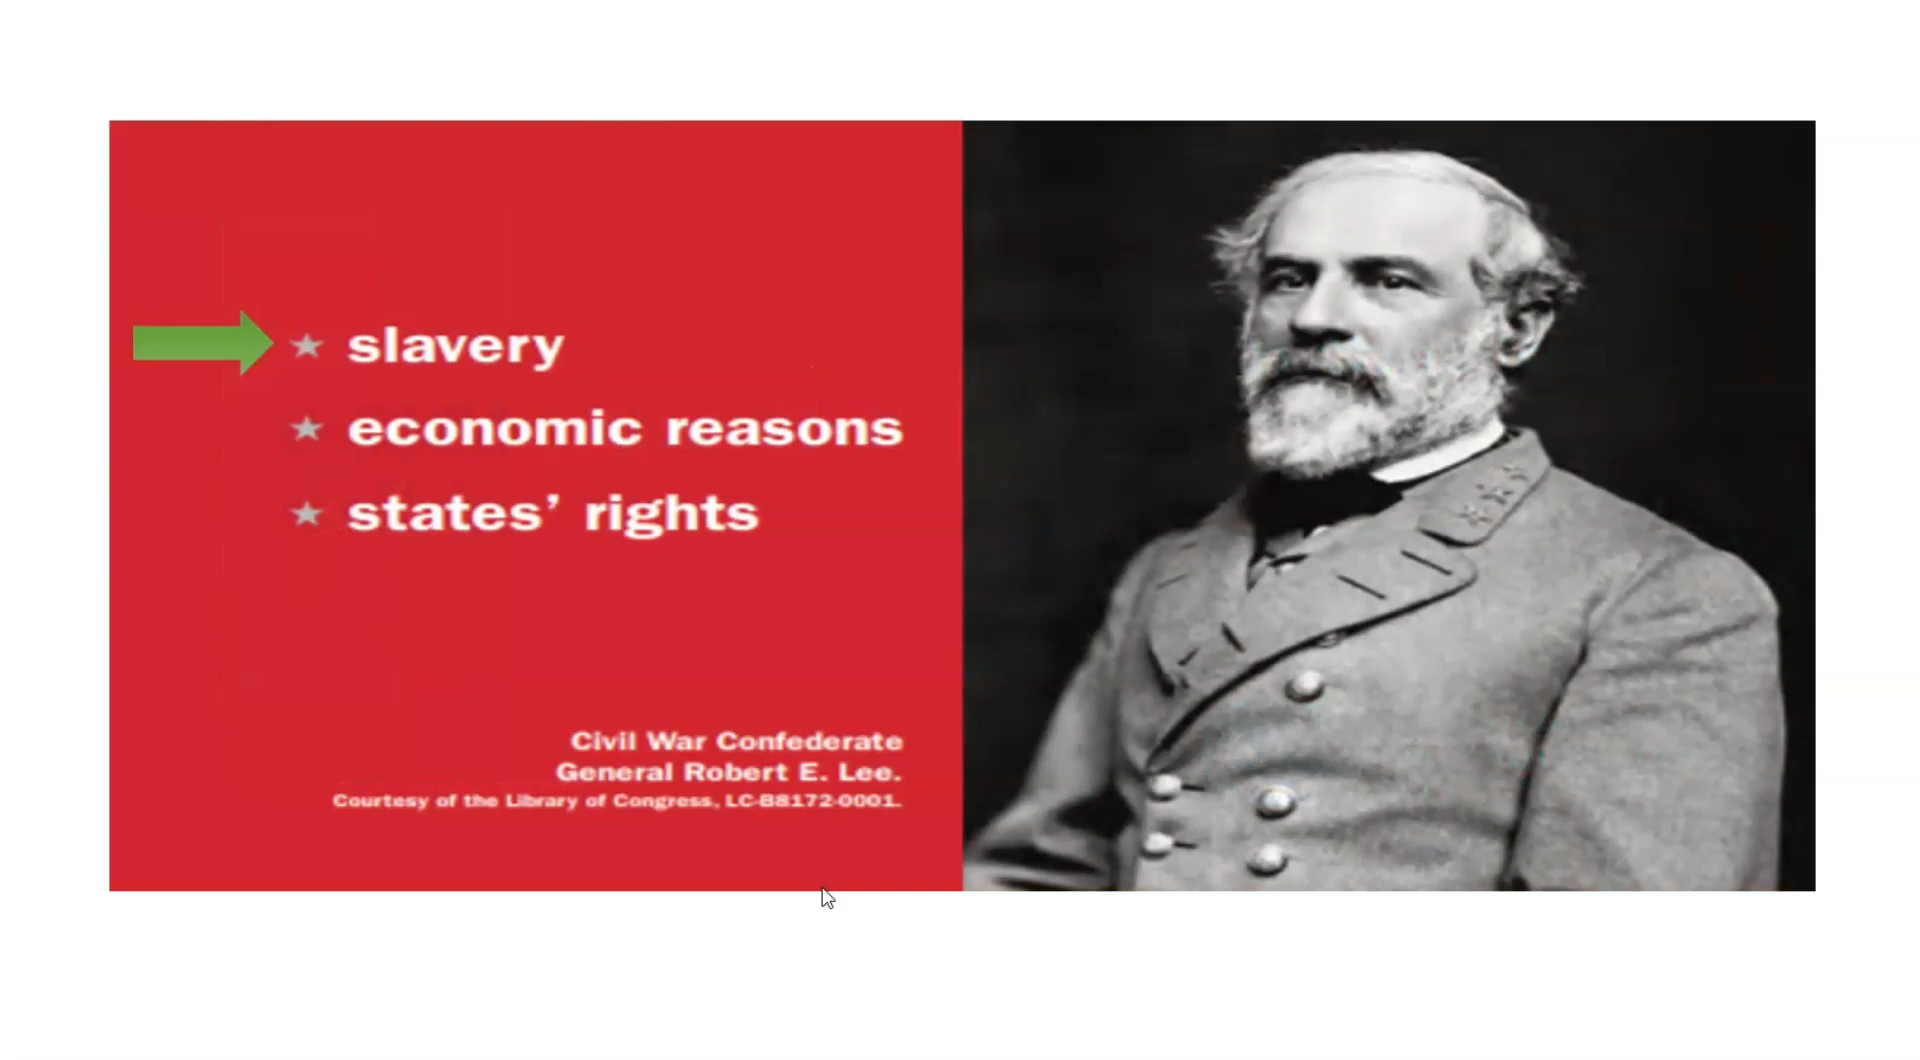 slavery
economic reasons
states’ rights
Civil War Confederate
General Robert E. Lee.
Courtesy of the Library of Congress, LC-B8172-0001.